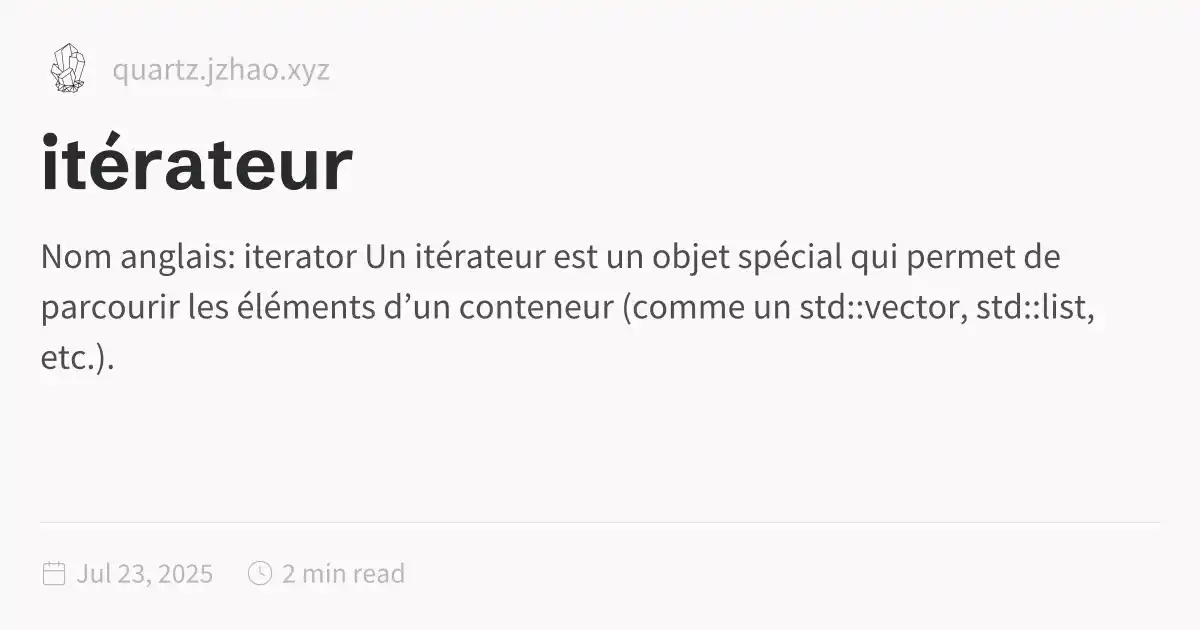 quartz.jzhao.xyz
itérateur
Nom anglais: iterator Un itérateur est un objet spécial qui permet de
parcourir les éléments d’un conteneur (comme un std::vector, std::list,
etc.).
Jul 23, 2025 2 min read